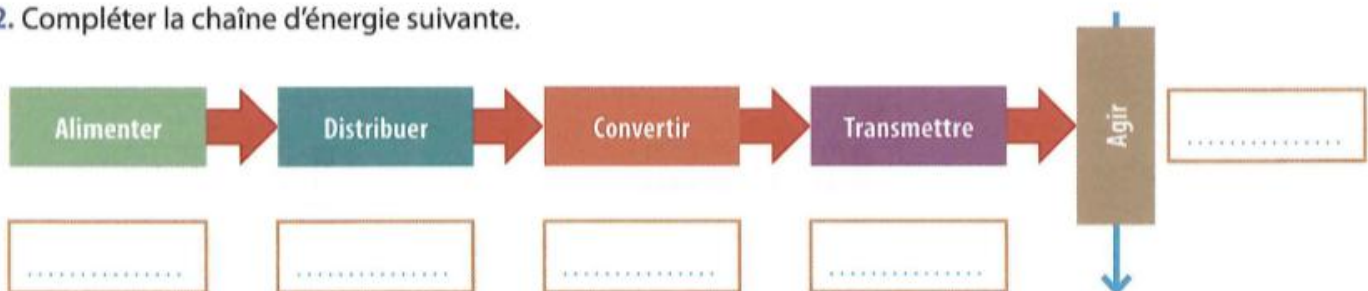 2. Compléter la chaîne d'énergie suivante.
Alimenter
Distribuer
Convertir
Transmettre
Agir
...............
...............
...............
...............
...............